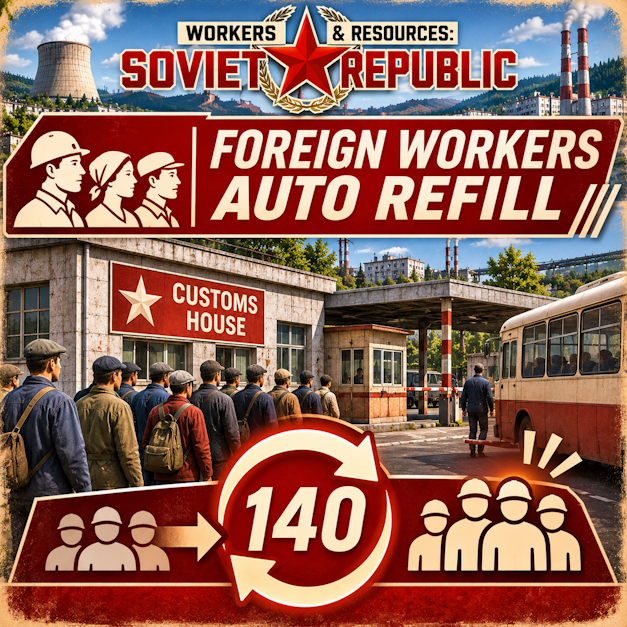 WORKERS & RESOURCES:
SOVIET REPUBLIC
FOREIGN WORKERS
AUTO REFILL
CUSTOMS
HOUSE
140